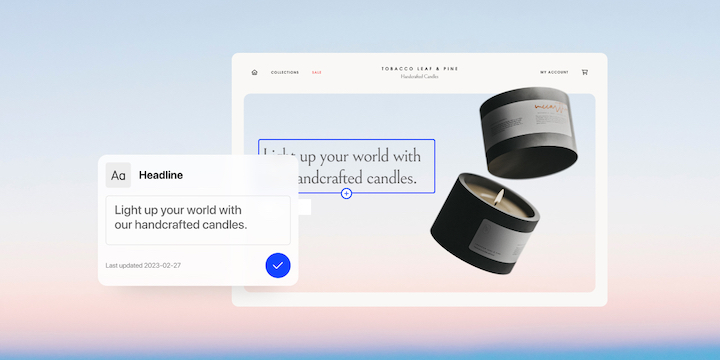 TOBACCO LEAF & PINE
Handcrafted Candles
COLLECTIONS
SALE
MY ACCOUNT
Light up your world with
handcrafted candles.
Aa
Headline
Light up your world with
our handcrafted candles.
Last updated 2023-02-27